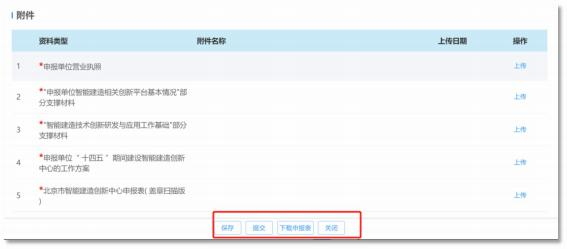 附件
资料类型 附件名称 上传日期 操作
1 *申报单位营业执照 上传
2 *"申报单位智能建造相关创新平台基本情况"部
分支撑材料 上传
3 *"智能建造技术创新研发与应用工作基础"部分
支撑材料 上传
4 *申报单位“十四五”期间建设智能建造创新
中心的工作方案 上传
5 *北京市智能建造创新中心申报表(盖章扫描版
) 上传
保存 提交 下载申报表 关闭